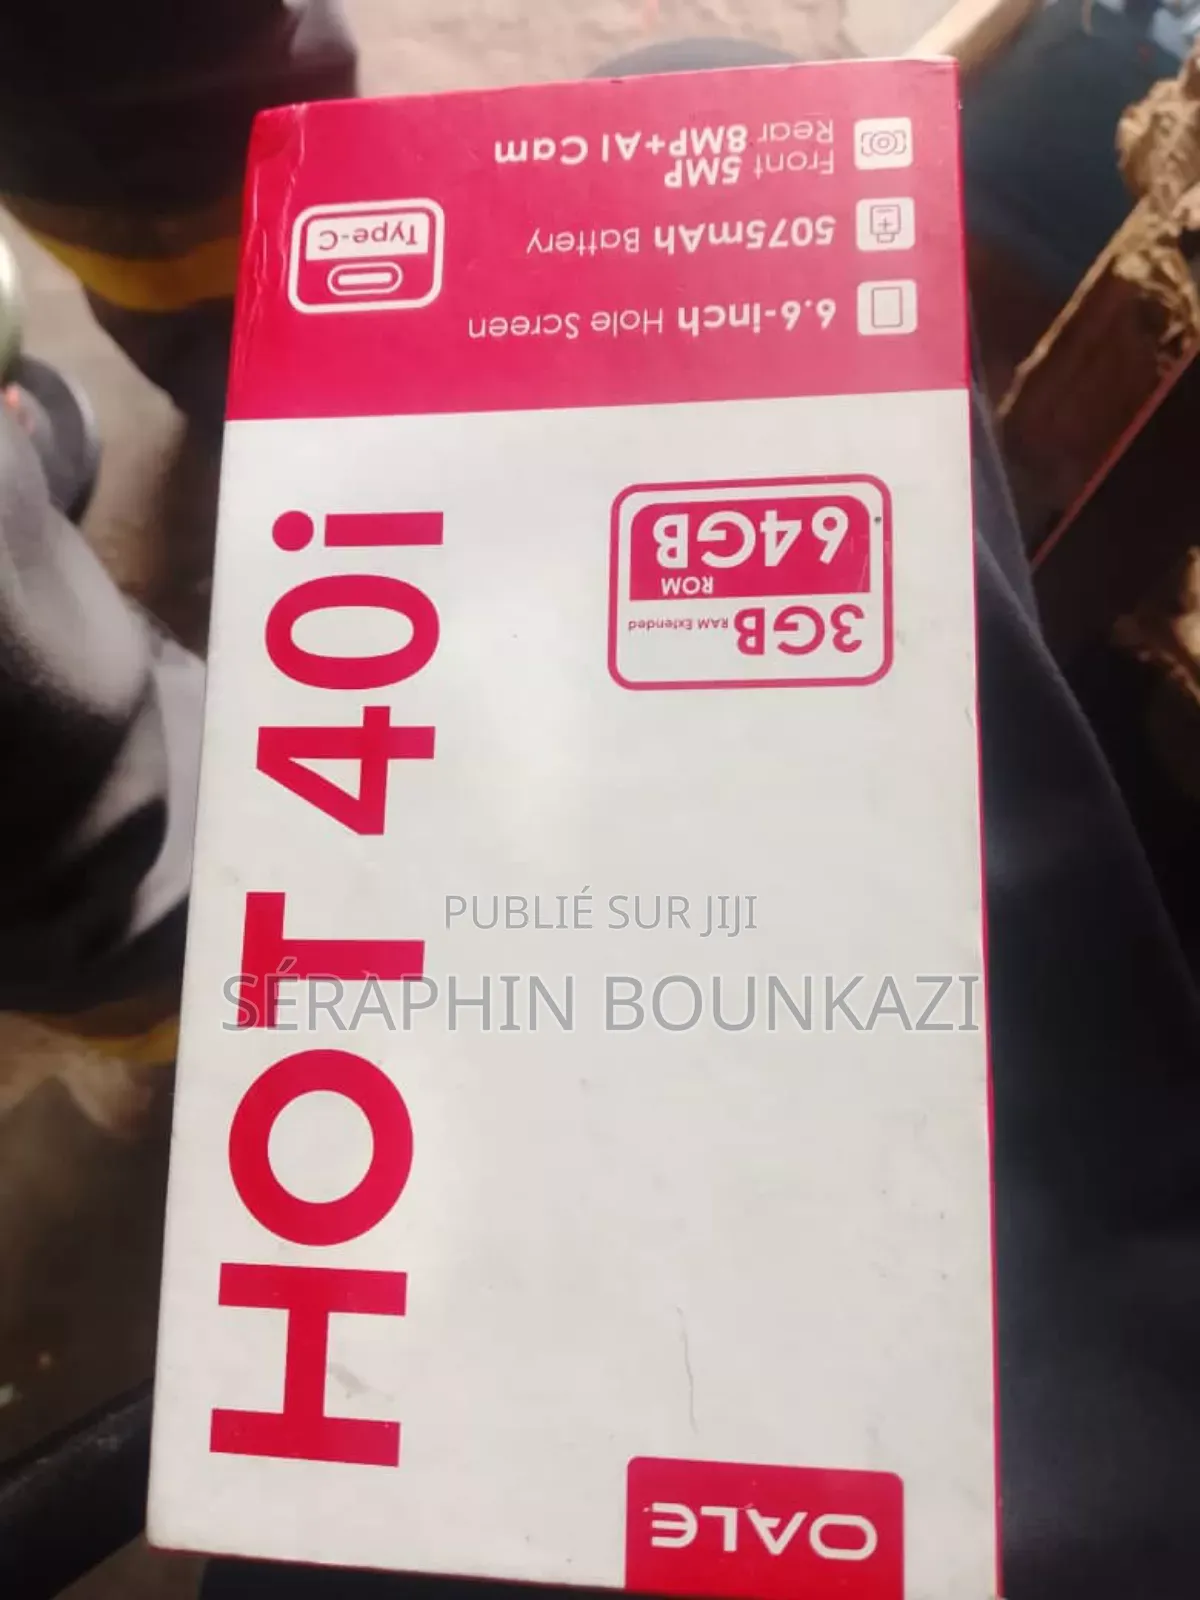 OALE
3GB RAM Extended
ROM
64GB
HOT 40i
6.6-inch Hole Screen
5075mAh Battery
Front 5MP
Rear 8MP+AI Cam
Type-C
PUBLIÉ SUR JIJI
SÉRAPHIN BOUNKAZI